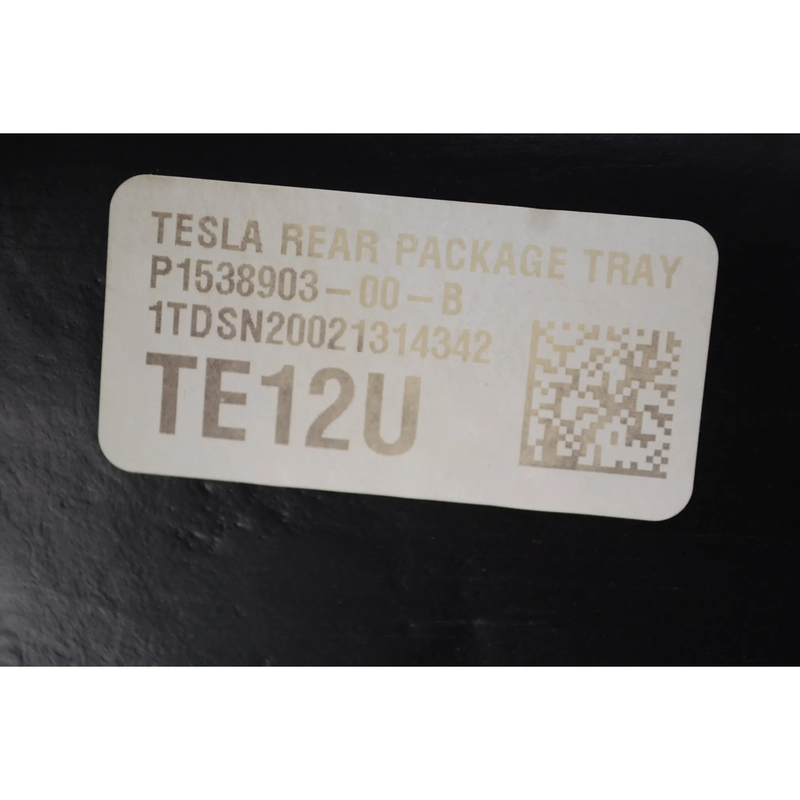 TESLA REAR PACKAGE TRAY
P1538903-00-B
1TDSN20021314342
TE12U